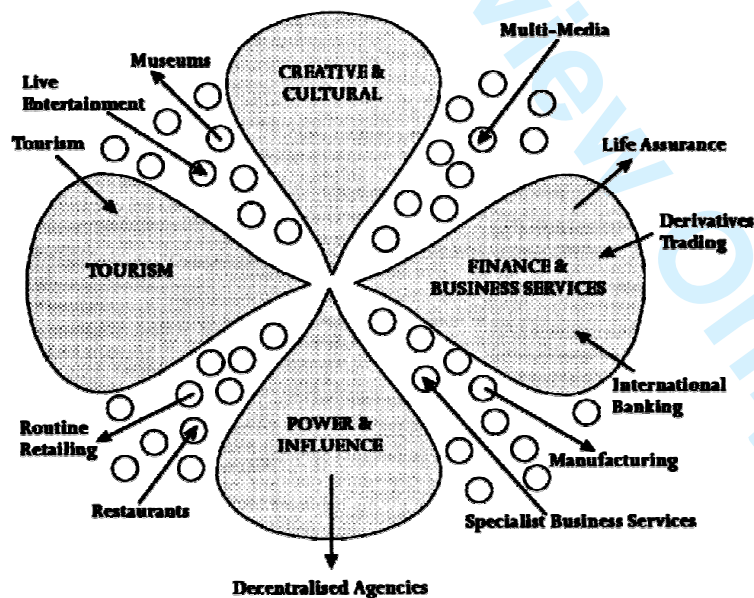 Multi-Media
Museums
CREATIVE &
CULTURAL
Live
Entertainment
Tourism
Life Assurance
Derivatives
Trading
TOURISM
FINANCE &
BUSINESS SERVICES
International
Banking
POWER &
INFLUENCE
Routine
Retailing
Manufacturing
Restaurants
Specialist Business Services
Decentralised Agencies